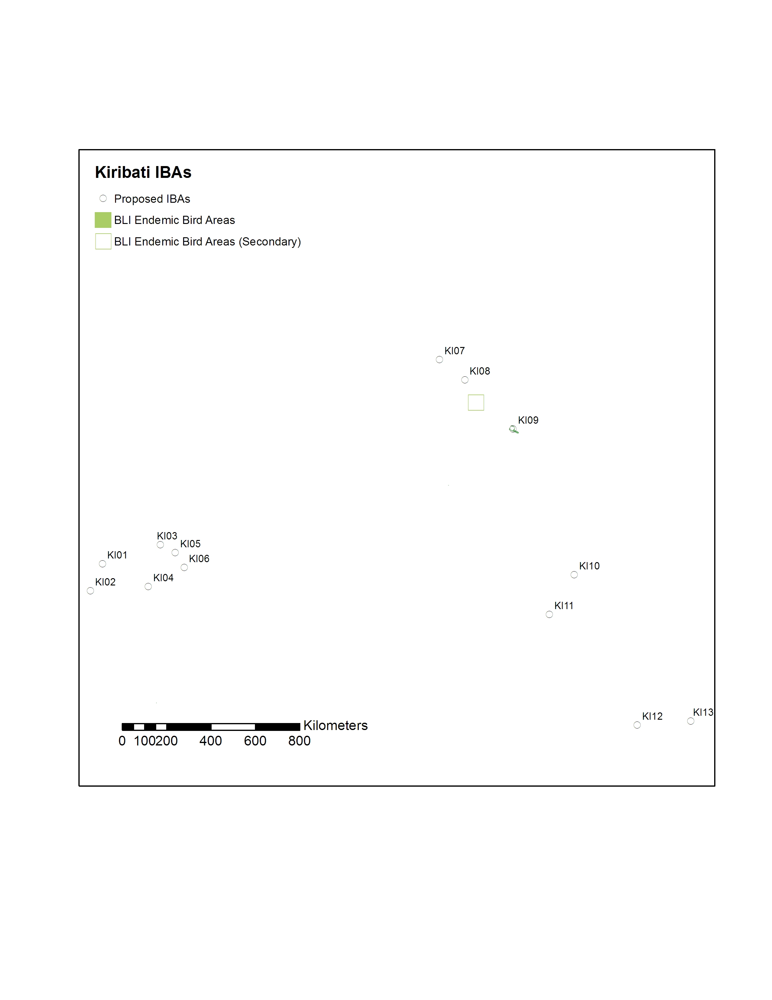 Kiribati IBAs
Proposed IBAs
BLI Endemic Bird Areas
BLI Endemic Bird Areas (Secondary)
KI07
KI08
KI09
KI03
KI05
KI01
KI06
KI10
KI04
KI02
KI11
KI13
KI12
Kilometers
0 100200 400 600 800